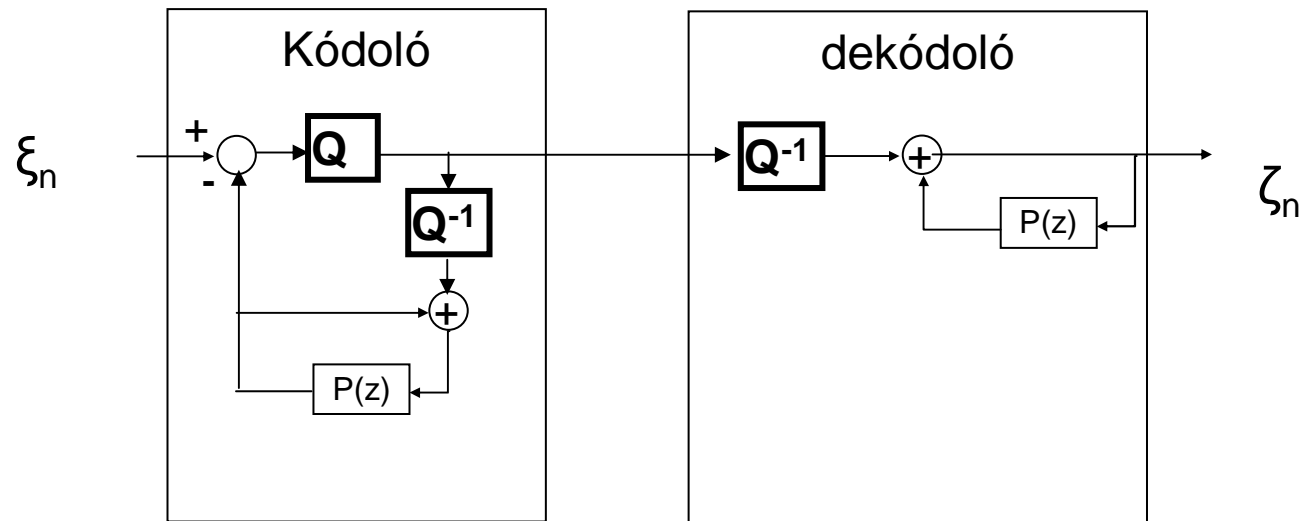 Kódoló
dekódoló
ξn
+
-
Q
Q-1
+
P(z)
Q-1
+
P(z)
ζn